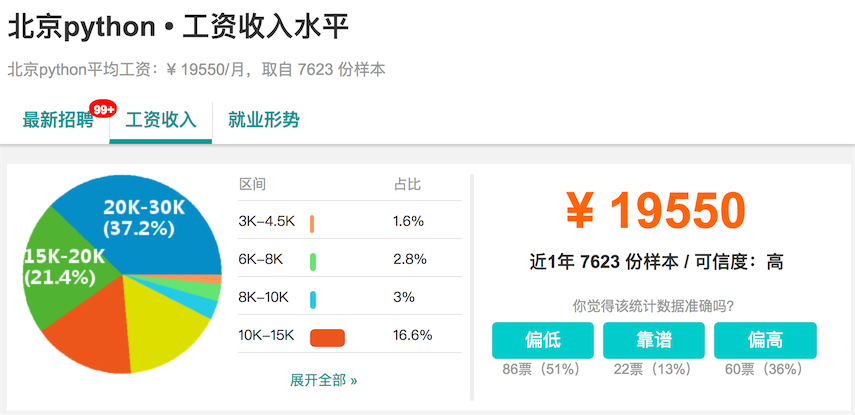 北京python • 工资收入水平
北京python平均工资：¥ 19550/月，取自 7623 份样本
最新招聘 99+ 工资收入 就业形势
20K-30K
(37.2%)
15K-20K
(21.4%)
区间 占比
3K-4.5K 1.6%
6K-8K 2.8%
8K-10K 3%
10K-15K 16.6%
展开全部 »
¥ 19550
近1年 7623 份样本 / 可信度：高
你觉得该统计数据准确吗?
偏低 靠谱 偏高
86票（51%） 22票（13%） 60票（36%）